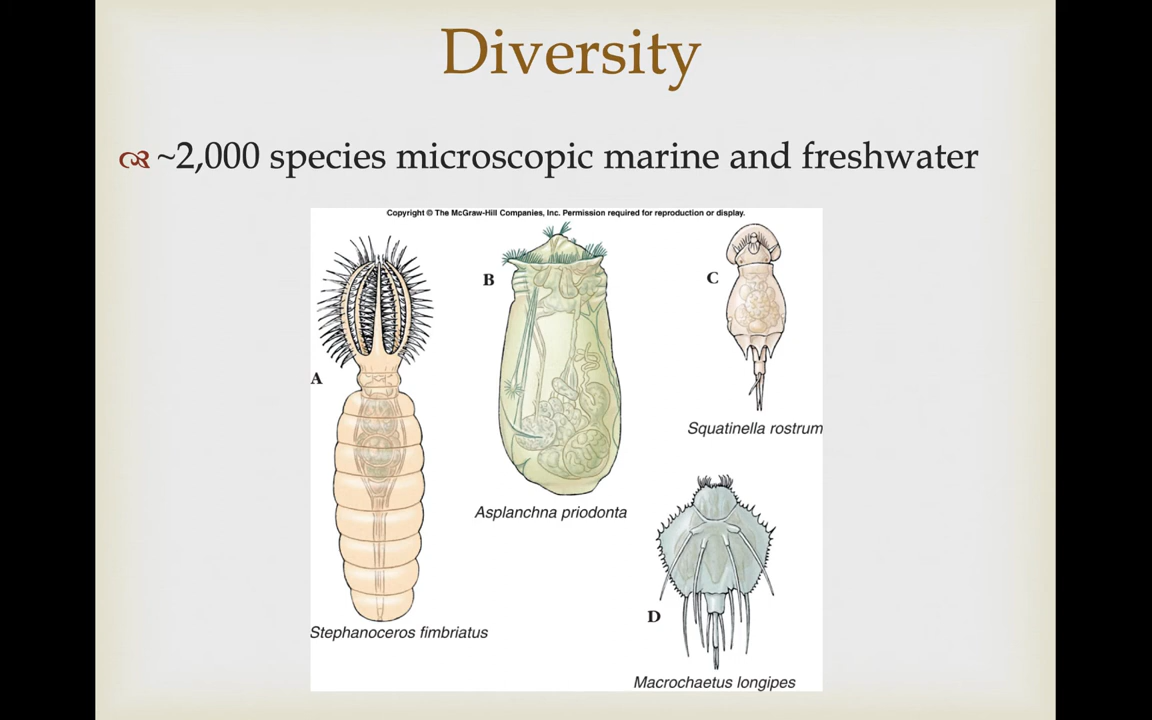 Diversity
~2,000 species microscopic marine and freshwater
Copyright © The McGraw-Hill Companies, Inc. Permission required for reproduction or display.
A
Stephanoceros fimbriatus
B
Asplanchna priodonta
C
Squatinella rostrum
D
Macrochaetus longipes